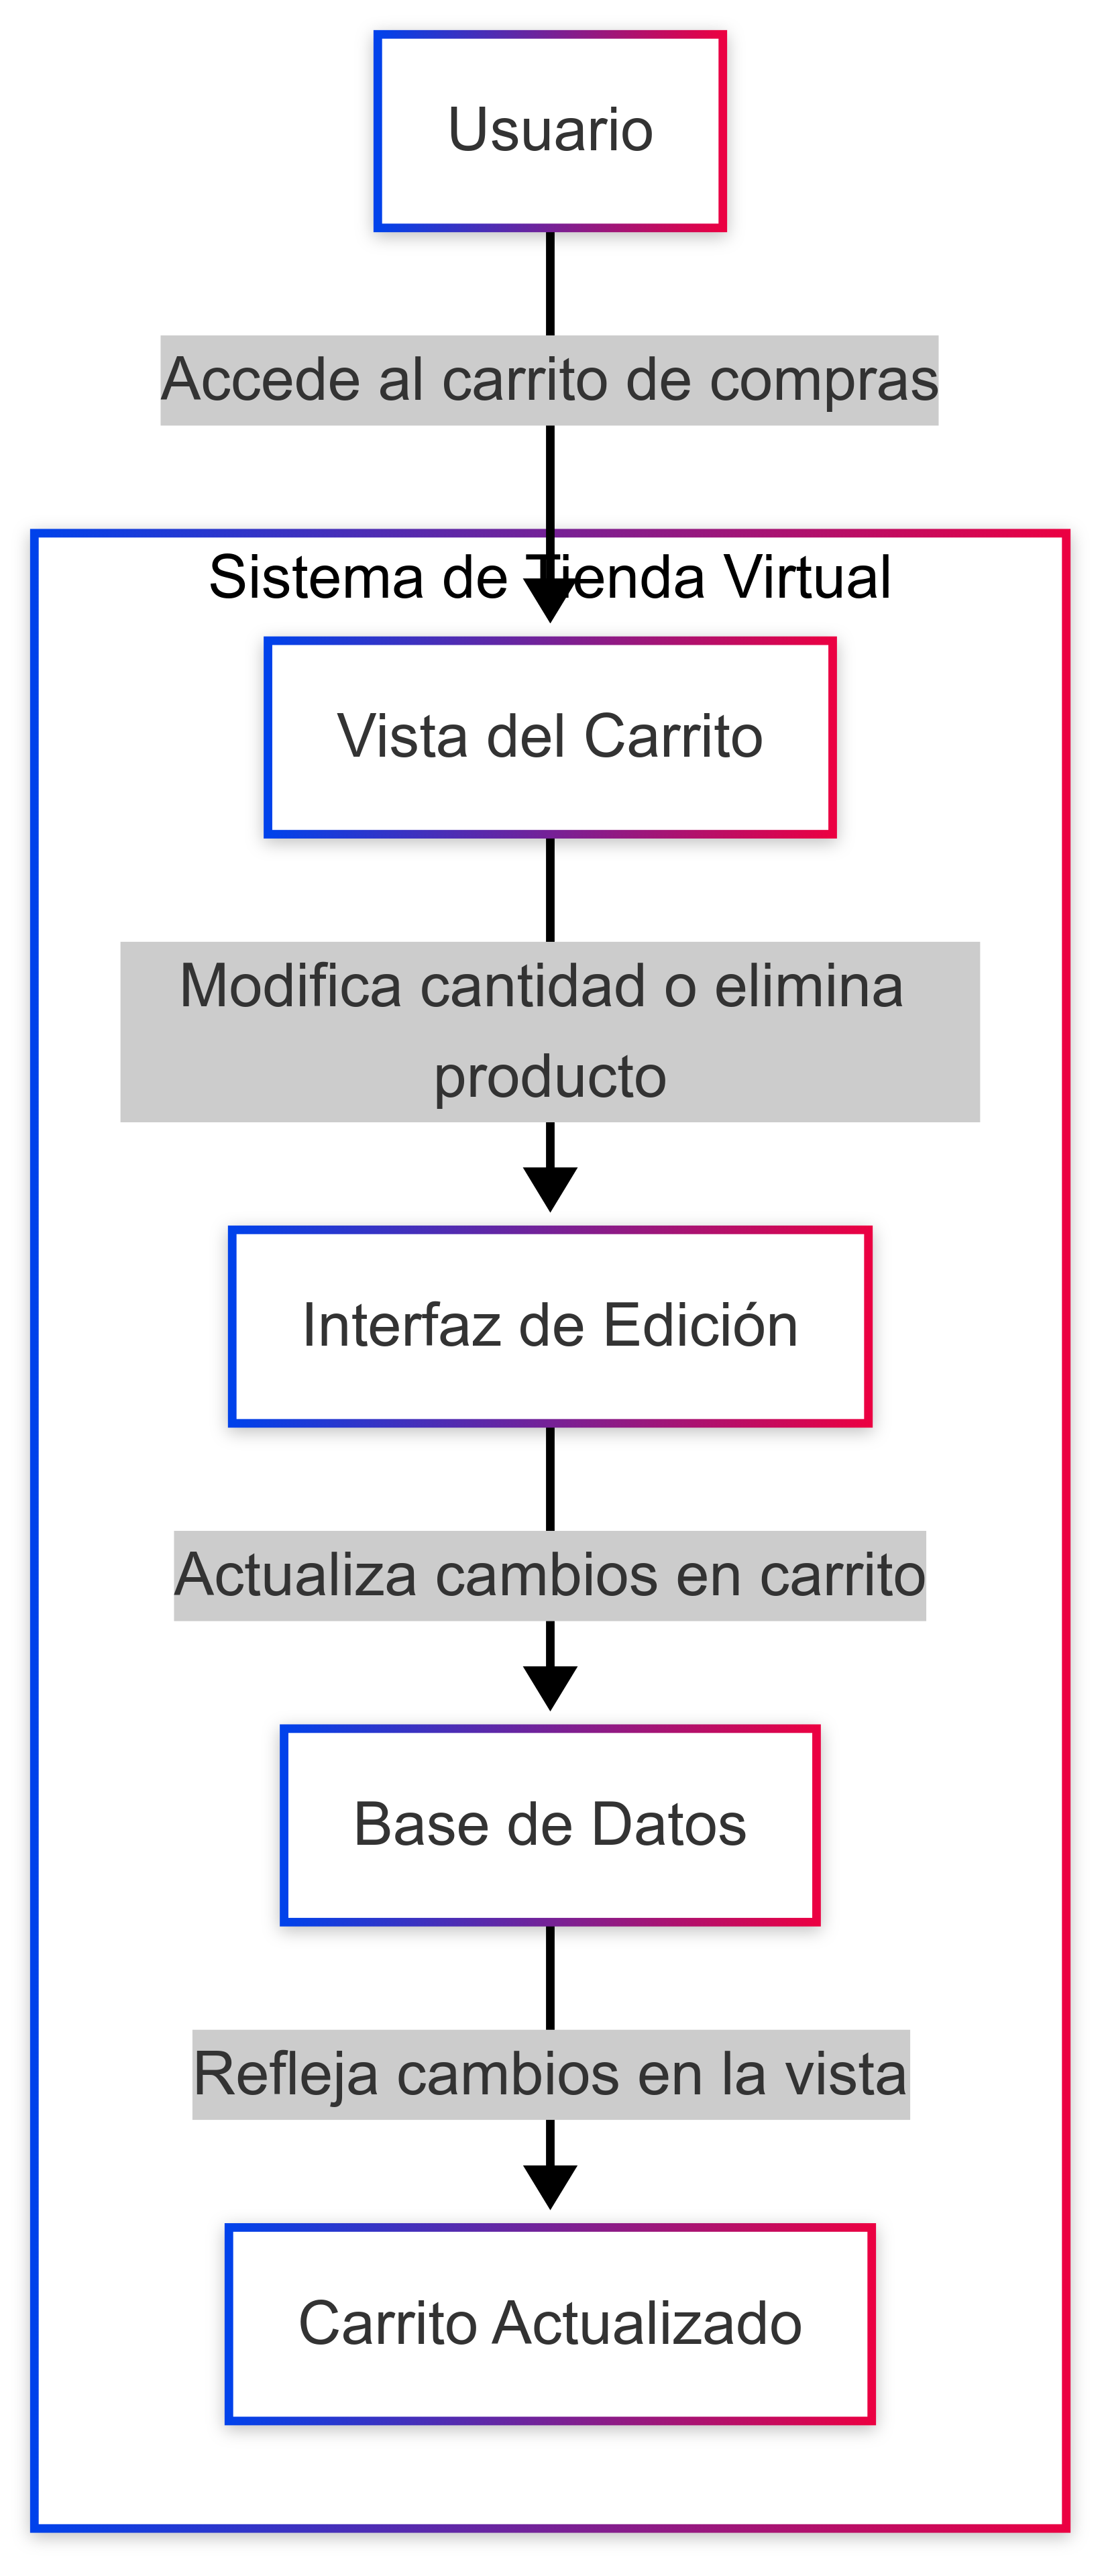 Usuario
Accede al carrito de compras
Sistema de Tienda Virtual
Vista del Carrito
Modifica cantidad o elimina
producto
Interfaz de Edición
Actualiza cambios en carrito
Base de Datos
Refleja cambios en la vista
Carrito Actualizado